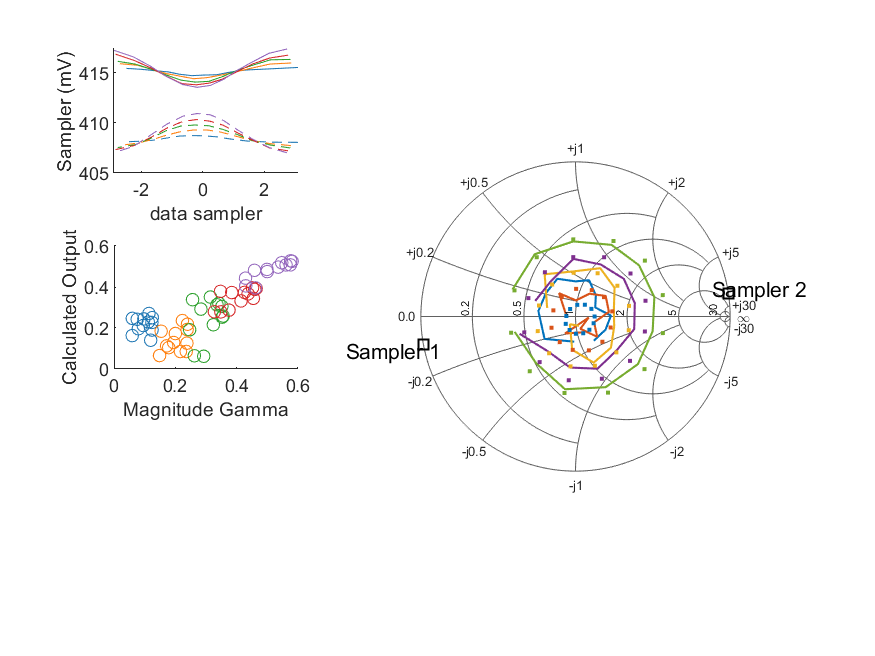 Sampler (mV)
415
410
405
-2
0
2
data sampler
Calculated Output
0.6
0.4
0.2
0
0
0.2
0.4
0.6
Magnitude Gamma
+j1
+j0.5
+j2
+j0.2
+j5
Sampler 2
+j30
0.0
0.2
0.5
1
2
5
30
∞
-j30
Sampler 1
-j0.2
-j5
-j0.5
-j2
-j1